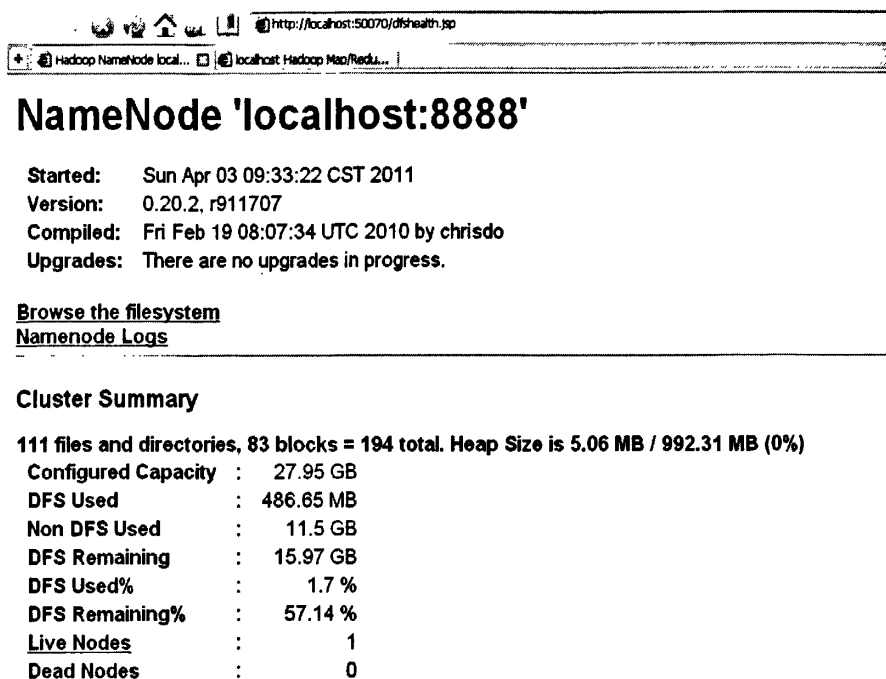 http://localhost:50070/dfshealth.jsp
Hadoop NameNode local... localhost Hadoop Map/Redu...
NameNode 'localhost:8888'
Started: Sun Apr 03 09:33:22 CST 2011
Version: 0.20.2, r911707
Compiled: Fri Feb 19 08:07:34 UTC 2010 by chrisdo
Upgrades: There are no upgrades in progress.
Browse the filesystem
Namenode Logs
Cluster Summary
111 files and directories, 83 blocks = 194 total. Heap Size is 5.06 MB / 992.31 MB (0%)
Configured Capacity : 27.95 GB
DFS Used : 486.65 MB
Non DFS Used : 11.5 GB
DFS Remaining : 15.97 GB
DFS Used% : 1.7 %
DFS Remaining% : 57.14 %
Live Nodes : 1
Dead Nodes : 0